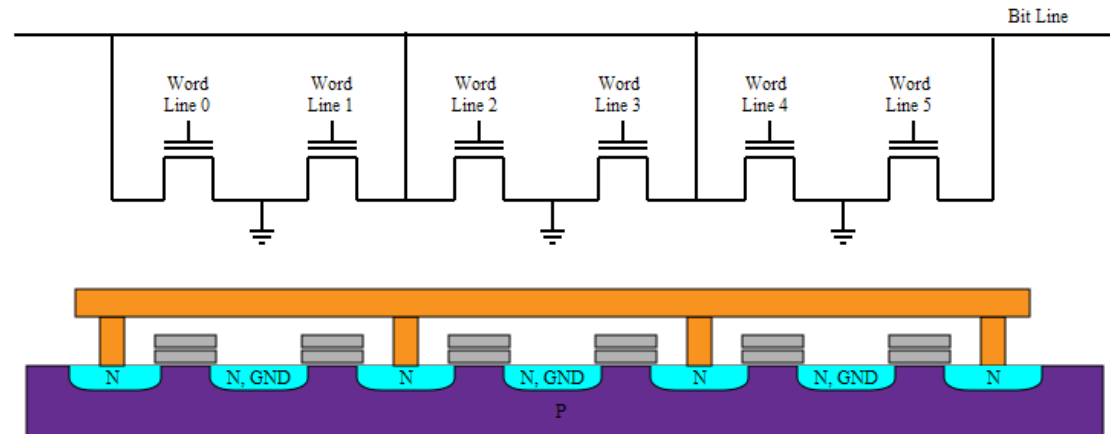 Bit Line
Word
Line 0
Word
Line 1
Word
Line 2
Word
Line 3
Word
Line 4
Word
Line 5
N
N, GND
N
N, GND
N
N, GND
N
P